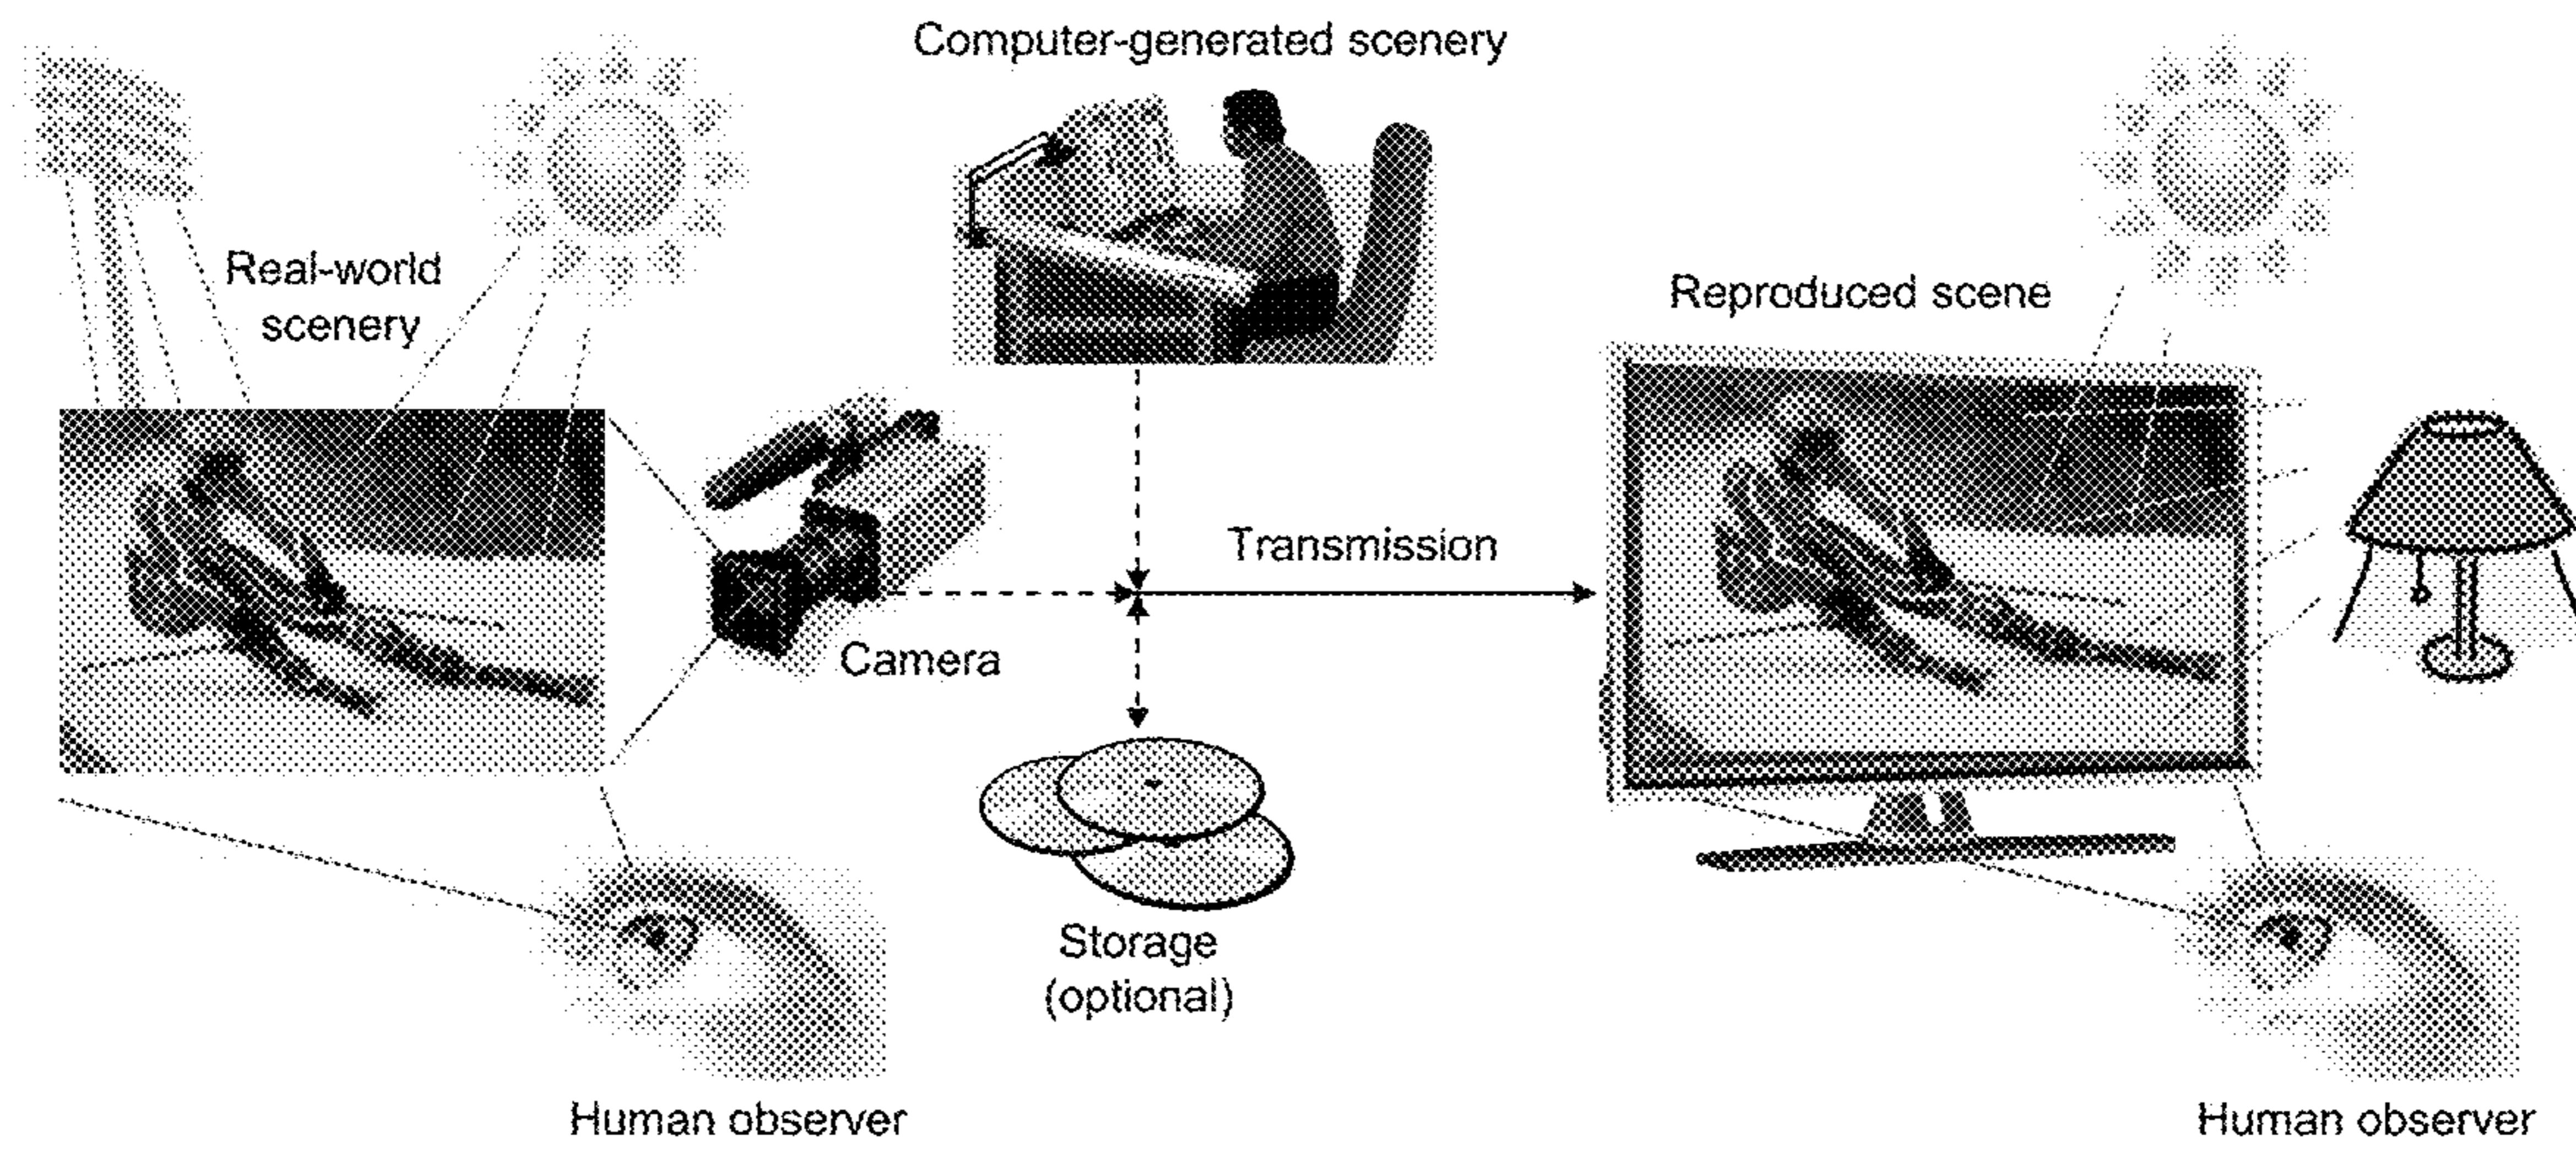 Computer-generated scenery
Real-world
scenery
Reproduced scene
Transmission
Camera
Storage
(optional)
Human observer
Human observer